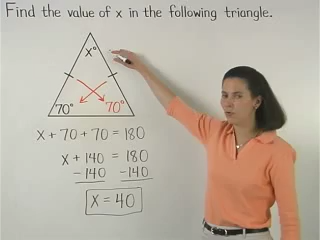 Find the value of x in the following triangle.
x°
70° 70°
x + 70 + 70 = 180
x + 140 = 180
- 140 - 140
x = 40